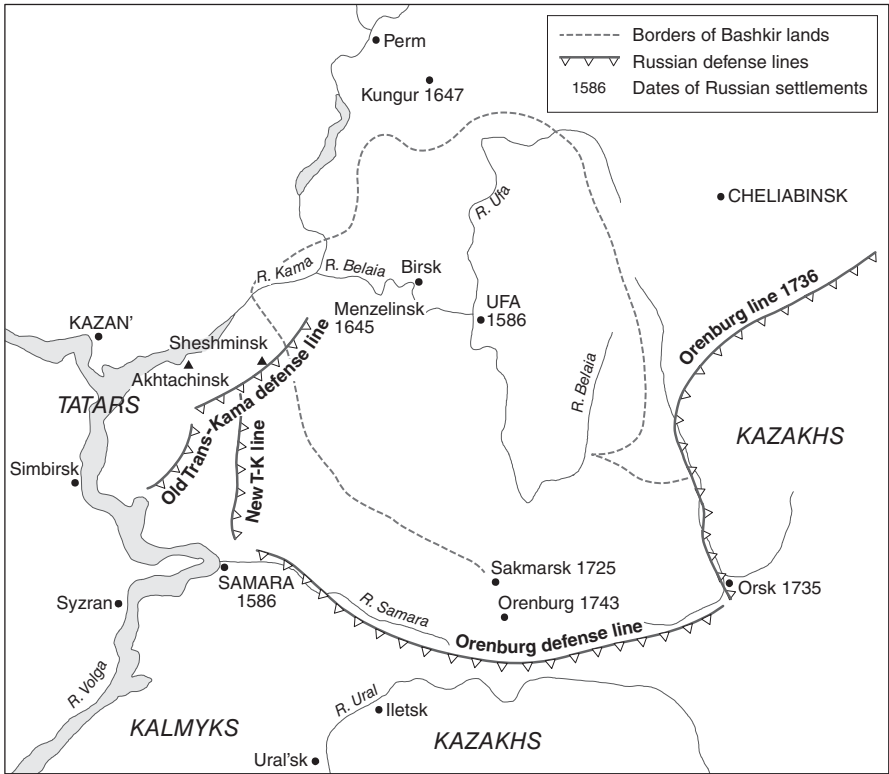 Perm
Kungur 1647
Borders of Bashkir lands
Russian defense lines
1586 Dates of Russian settlements
R. Ufa
CHELIABINSK
R. Kama
R. Belaia
Birsk
Orenburg line 1736
Menzelinsk
1645
UFA
1586
KAZAN'
Sheshminsk
Akhtachinsk
TATARS
Old Trans-Kama defense line
R. Belaia
KAZAKHS
Simbirsk
New T-K line
Sakmarsk 1725
SAMARA
1586
Orsk 1735
Syzran
R. Samara
Orenburg 1743
Orenburg defense line
R. Volga
R. Ural
Iletsk
KALMYKS
KAZAKHS
Ural'sk